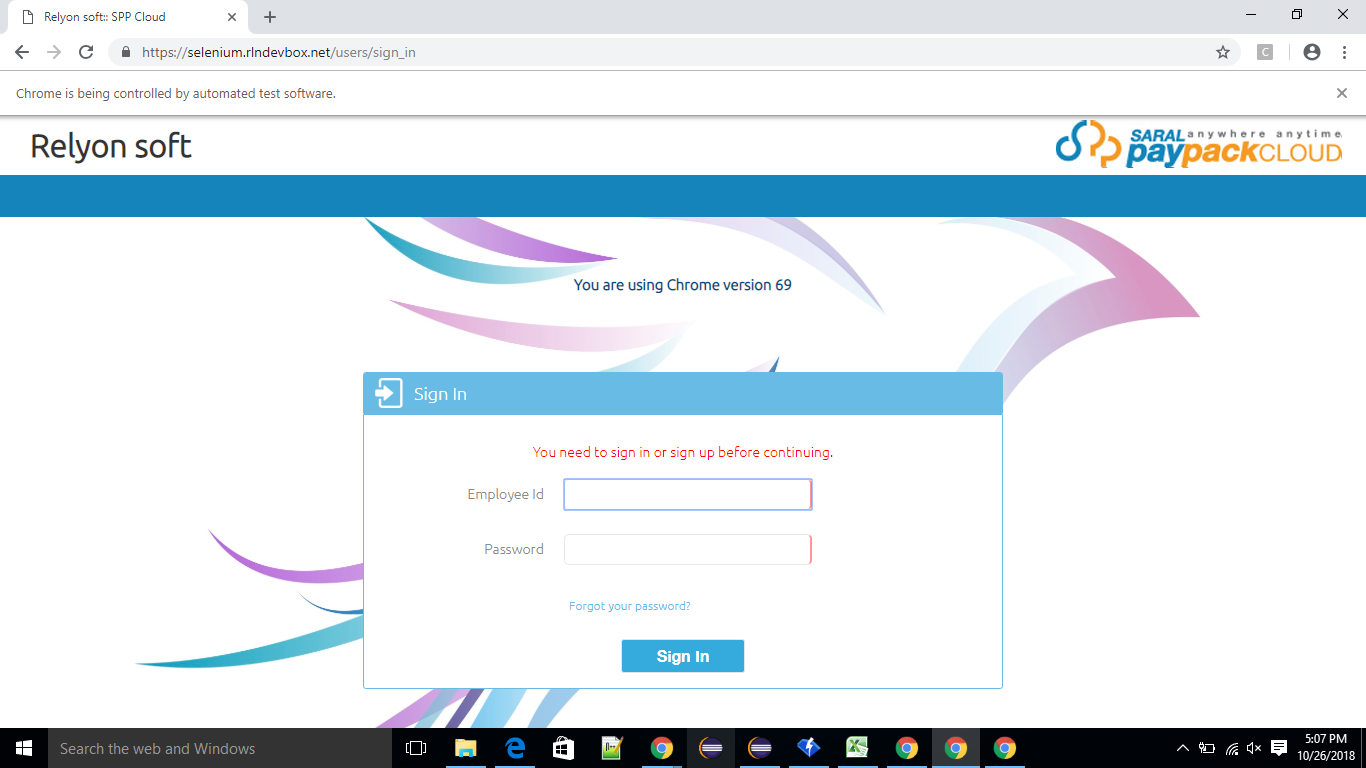 Relyon soft:: SPP Cloud
https://selenium.rlndevbox.net/users/sign_in
C
Chrome is being controlled by automated test software.
Relyon soft
SARAL anywhere anytime
paypackCLOUD
You are using Chrome version 69
Sign In
You need to sign in or sign up before continuing.
Employee Id
Password
Forgot your password?
Sign In
Search the web and Windows
5:07 PM
10/26/2018